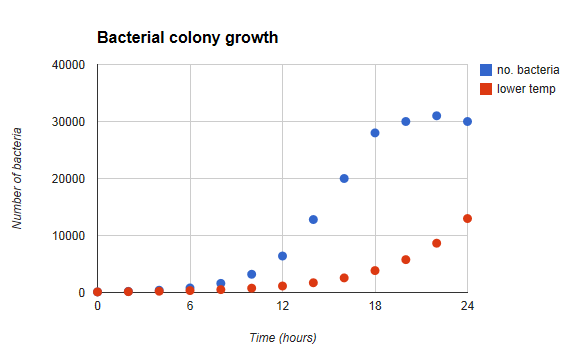 Bacterial colony growth
40000
30000
20000
10000
0
0 6 12 18 24
Number of bacteria
Time (hours)
no. bacteria
lower temp